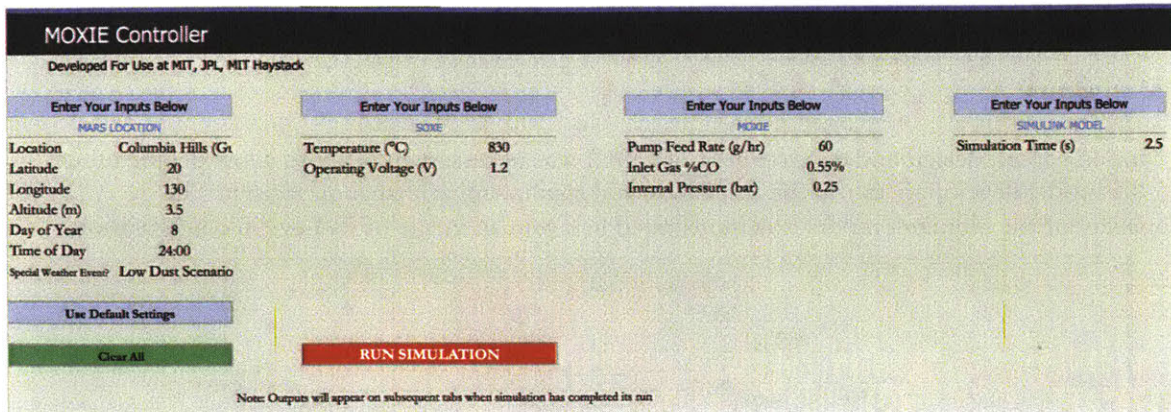 MOXIE Controller
Developed For Use at MIT, JPL, MIT Haystack
Enter Your Inputs Below
MARS LOCATION
Location Columbia Hills (Gu
Latitude 20
Longitude 130
Altitude (m) 3.5
Day of Year 8
Time of Day 24:00
Special Weather Event? Low Dust Scenario
Use Default Settings
Clear All
Enter Your Inputs Below
SOXE
Temperature (°C) 830
Operating Voltage (V) 1.2
RUN SIMULATION
Enter Your Inputs Below
MOXIE
Pump Feed Rate (g/hr) 60
Inlet Gas %CO 0.55%
Internal Pressure (bar) 0.25
Enter Your Inputs Below
SIMULINK MODEL
Simulation Time (s) 2.5
Note: Outputs will appear on subsequent tabs when simulation has completed its run